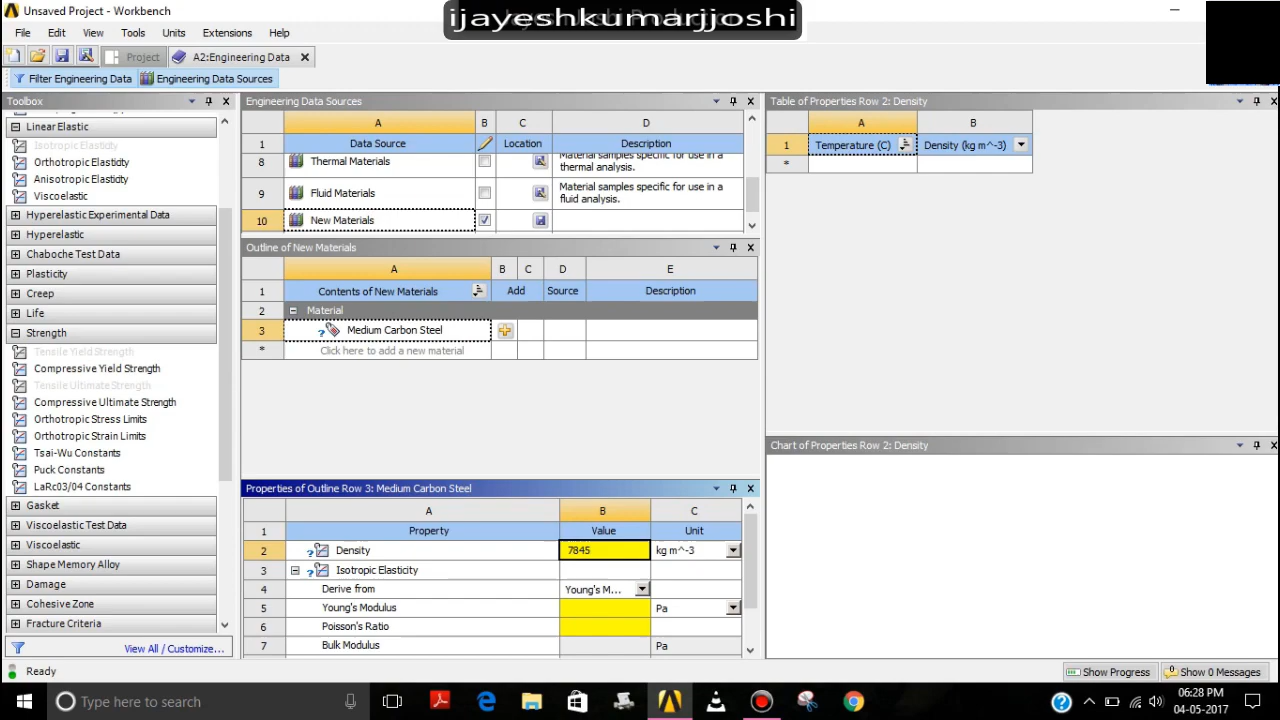 Unsaved Project - Workbench
ijayeshkumarjjoshi
File Edit View Tools Units Extensions Help
Project A2:Engineering Data
Filter Engineering Data Engineering Data Sources
Toolbox
Linear Elastic
Isotropic Elasticity
Orthotropic Elasticity
Anisotropic Elasticity
Viscoelastic
Hyperelastic Experimental Data
Hyperelastic
Chaboche Test Data
Plasticity
Creep
Life
Strength
Tensile Yield Strength
Compressive Yield Strength
Tensile Ultimate Strength
Compressive Ultimate Strength
Orthotropic Stress Limits
Orthotropic Strain Limits
Tsai-Wu Constants
Puck Constants
LaRc03/04 Constants
Gasket
Viscoelastic Test Data
Viscoelastic
Shape Memory Alloy
Damage
Cohesive Zone
Fracture Criteria
View All / Customize...
Engineering Data Sources
A B C D
1 Data Source Location Description
8 Thermal Materials Material samples specific for use in a
thermal analysis.
9 Fluid Materials Material samples specific for use in a
fluid analysis.
10 New Materials
Outline of New Materials
A B C D E
1 Contents of New Materials Add Source Description
2 Material
3 Medium Carbon Steel
* Click here to add a new material
Properties of Outline Row 3: Medium Carbon Steel
A B C
1 Property Value Unit
2 Density 7845 kg m^-3
3 Isotropic Elasticity
4 Derive from Young's M...
5 Young's Modulus Pa
6 Poisson's Ratio
7 Bulk Modulus Pa
Table of Properties Row 2: Density
A B
1 Temperature (C) Density (kg m^-3)
*
Chart of Properties Row 2: Density
Ready
Show Progress Show 0 Messages
Type here to search
06:28 PM
04-05-2017